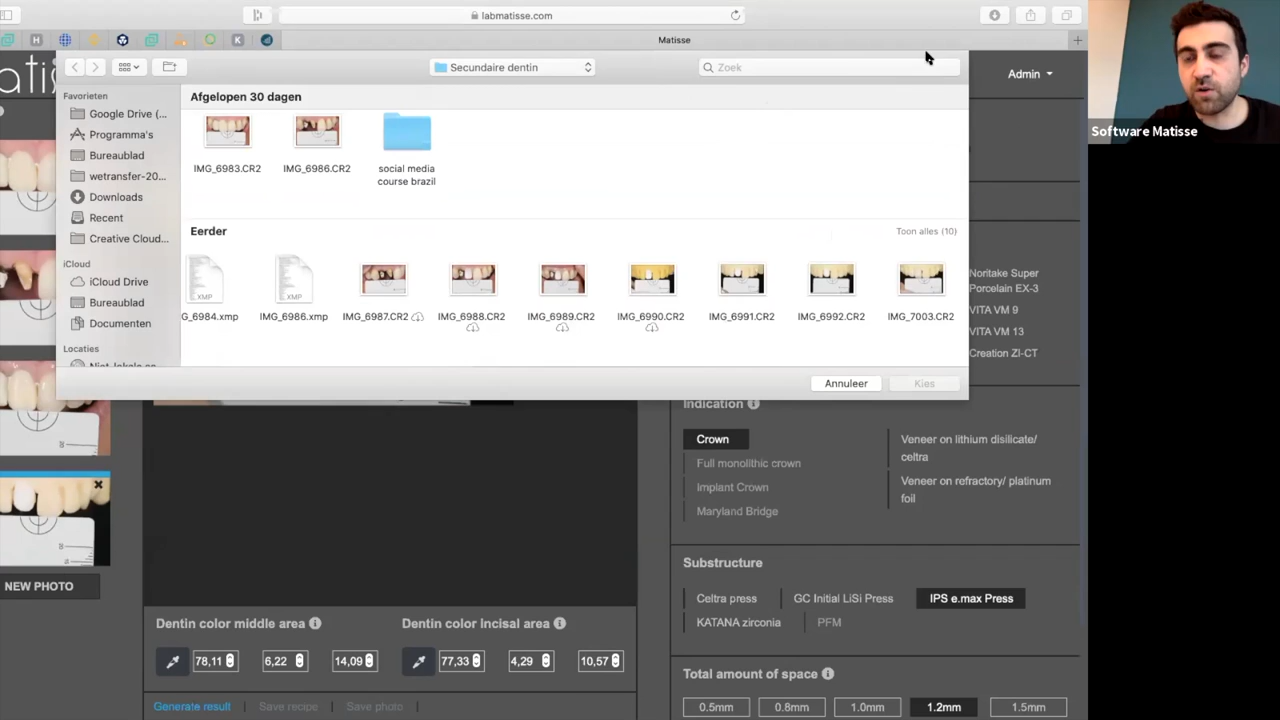 labmatisse.com
H
K
Matisse
Secundaire dentin
Zoek
Admin
Software Matisse
Favorieten
Google Drive (...
Programma's
Bureaublad
wetransfer-20...
Downloads
Recent
Creative Cloud...
iCloud
iCloud Drive
Bureaublad
Documenten
Locaties
Afgelopen 30 dagen
IMG_6983.CR2
IMG_6986.CR2
social media
course brazil
Eerder
Toon alles (10)
XMP
XMP
G_6984.xmp
IMG_6986.xmp
IMG_6987.CR2
IMG_6988.CR2
IMG_6989.CR2
IMG_6990.CR2
IMG_6991.CR2
IMG_6992.CR2
IMG_7003.CR2
Annuleer
Kies
Noritake Super
Porcelain EX-3
VITA VM 9
VITA VM 13
Creation ZI-CT
Indication
Crown
Full monolithic crown
Implant Crown
Maryland Bridge
Veneer on lithium disilicate/
celtra
Veneer on refractory/ platinum
foil
Substructure
Celtra press
GC Initial LiSi Press
IPS e.max Press
KATANA zirconia
PFM
Total amount of space
0.5mm
0.8mm
1.0mm
1.2mm
1.5mm
NEW PHOTO
Dentin color middle area
78,11
6,22
14,09
Dentin color incisal area
77,33
4,29
10,57
Generate result
Save recipe
Save photo